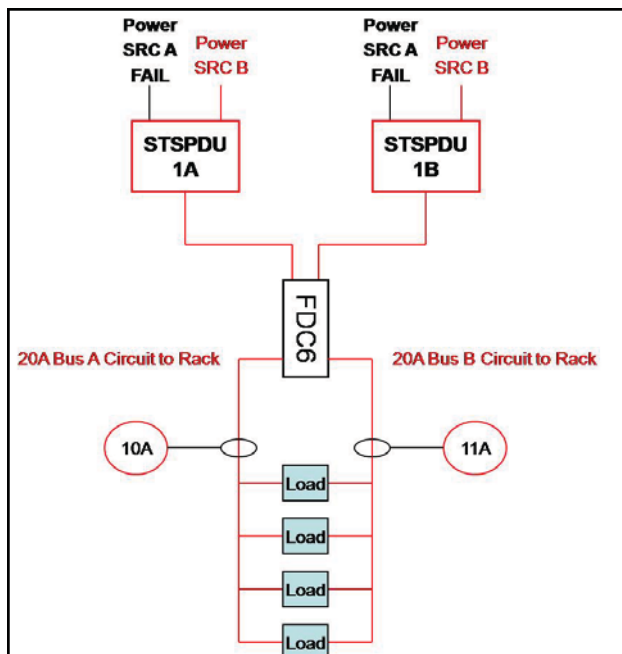 Power
SRC A
FAIL
Power
SRC B
Power
SRC A
FAIL
Power
SRC B
STSPDU
1A
STSPDU
1B
FDC6
20A Bus A Circuit to Rack
20A Bus B Circuit to Rack
10A
11A
Load
Load
Load
Load